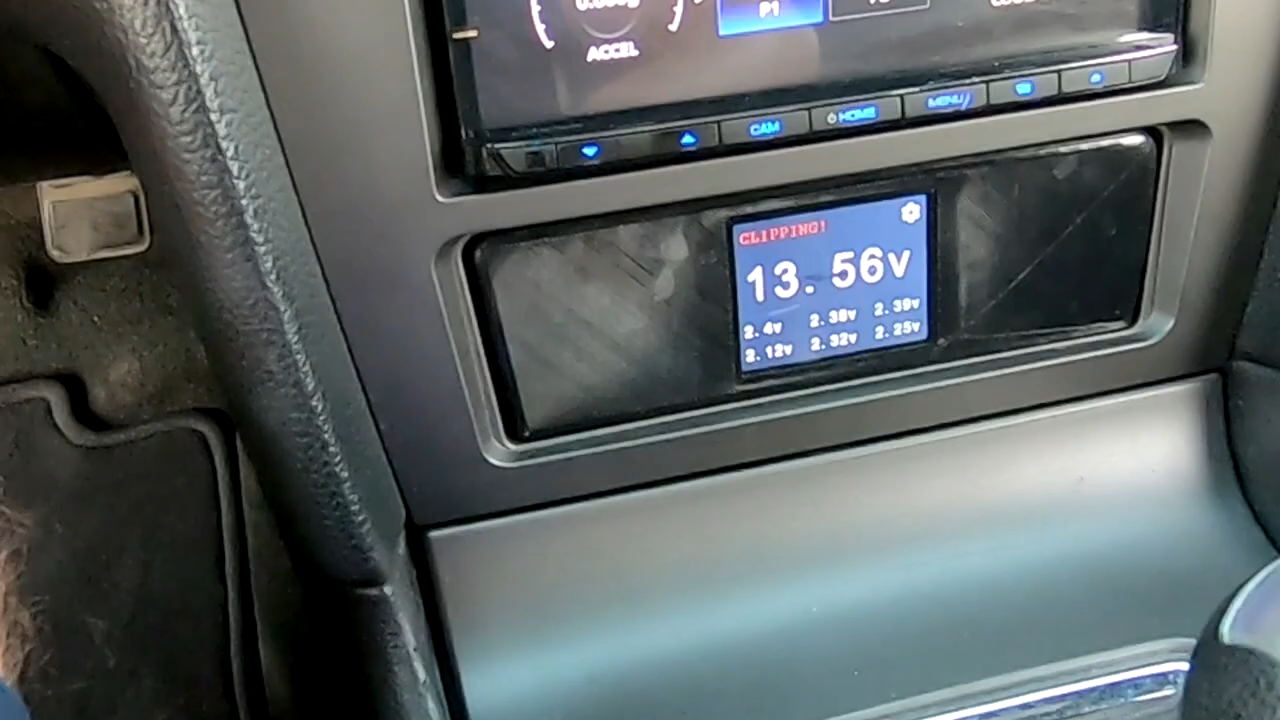 ACCEL
P1
CAM
HOME
MENU
CLIPPING!
13.56v
2.4v 2.38v 2.39v
2.12v 2.32v 2.25v